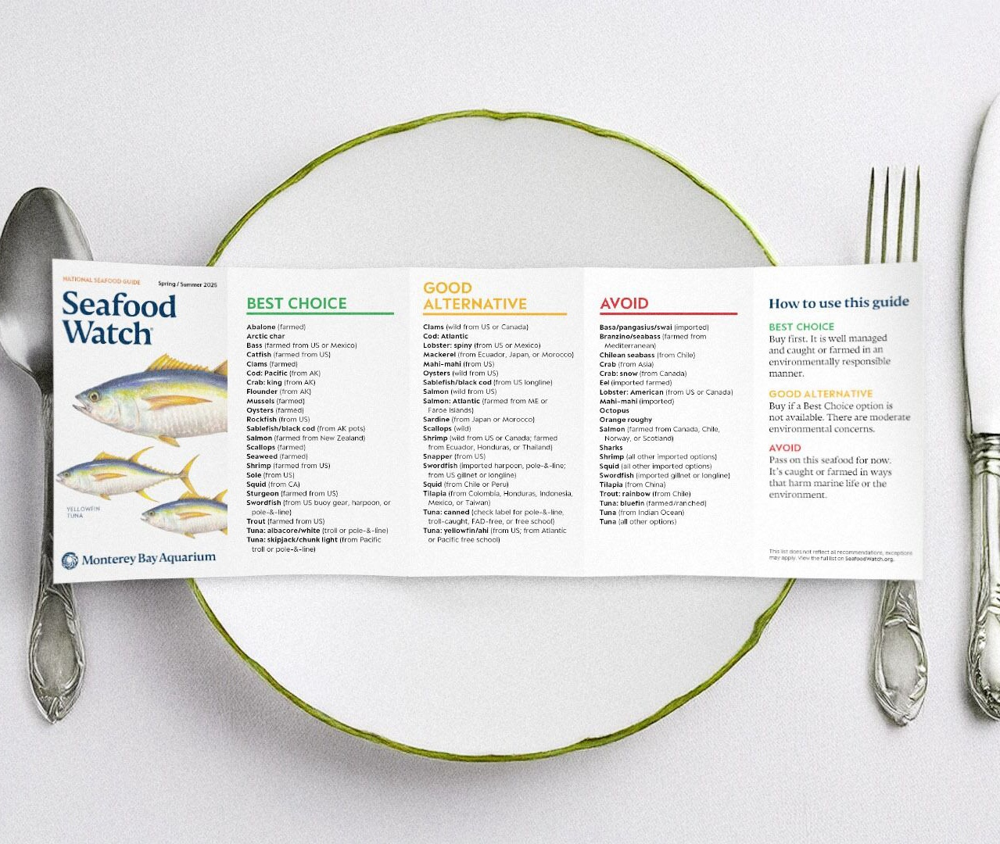 NATIONAL SEAFOOD GUIDE
Spring / Summer 2025
Seafood
Watch®
YELLOWFIN
TUNA
Monterey Bay Aquarium
BEST CHOICE
Abalone (farmed)
Arctic char
Bass (farmed from US or Mexico)
Catfish (farmed from US)
Clams (farmed)
Cod: Pacific (from AK)
Crab: king (from AK)
Flounder (from AK)
Mussels (farmed)
Oysters (farmed)
Rockfish (from US)
Sablefish/black cod (from AK pots)
Salmon (farmed from New Zealand)
Scallops (farmed)
Seaweed (farmed)
Shrimp (farmed from US)
Sole (from US)
Squid (from CA)
Sturgeon (farmed from US)
Swordfish (from US buoy gear, harpoon, or
pole-&-line)
Trout (farmed from US)
Tuna: albacore/white (troll or pole-&-line)
Tuna: skipjack/chunk light (from Pacific
troll or pole-&-line)
GOOD
ALTERNATIVE
Clams (wild from US or Canada)
Cod: Atlantic
Lobster: spiny (from US or Mexico)
Mackerel (from Ecuador, Japan, or Morocco)
Mahi-mahi (from US)
Oysters (wild from US)
Sablefish/black cod (from US longline)
Salmon (wild from US)
Salmon: Atlantic (farmed from ME or
Faroe Islands)
Sardine (from Japan or Morocco)
Scallops (wild)
Shrimp (wild from US or Canada; farmed
from Ecuador, Honduras, or Thailand)
Snapper (from US)
Swordfish (imported harpoon, pole-&-line;
from US gillnet or longline)
Squid (from Chile or Peru)
Tilapia (from Colombia, Honduras, Indonesia,
Mexico, or Taiwan)
Tuna: canned (check label for pole-&-line,
troll-caught, FAD-free, or free school)
Tuna: yellowfin/ahi (from US; from Atlantic
or Pacific free school)
AVOID
Basa/pangasius/swai (imported)
Branzino/seabass (farmed from
Mediterranean)
Chilean seabass (from Chile)
Crab (from Asia)
Crab: snow (from Canada)
Eel (imported farmed)
Lobster: American (from US or Canada)
Mahi-mahi (imported)
Octopus
Orange roughy
Salmon (farmed from Canada, Chile,
Norway, or Scotland)
Sharks
Shrimp (all other imported options)
Squid (all other imported options)
Swordfish (imported gillnet or longline)
Tilapia (from China)
Trout: rainbow (from Chile)
Tuna: bluefin (farmed/ranched)
Tuna (from Indian Ocean)
Tuna (all other options)
How to use this guide
BEST CHOICE
Buy first. It is well managed
and caught or farmed in an
environmentally responsible
manner.
GOOD ALTERNATIVE
Buy if a Best Choice option is
not available. There are moderate
environmental concerns.
AVOID
Pass on this seafood for now.
It's caught or farmed in ways
that harm marine life or the
environment.
This list does not reflect all recommendations, exceptions
may apply. View the full list on SeafoodWatch.org.